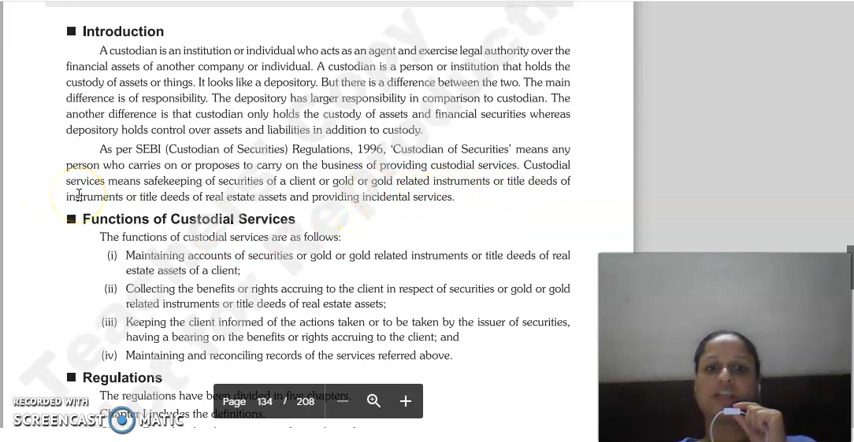 Introduction
A custodian is an institution or individual who acts as an agent and exercise legal authority over the
financial assets of another company or individual. A custodian is a person or institution that holds the
custody of assets or things. It looks like a depository. But there is a difference between the two. The main
difference is of responsibility. The depository has larger responsibility in comparison to custodian. The
another difference is that custodian only holds the custody of assets and financial securities whereas
depository holds control over assets and liabilities in addition to custody.
As per SEBI (Custodian of Securities) Regulations, 1996, 'Custodian of Securities' means any
person who carries on or proposes to carry on the business of providing custodial services. Custodial
services means safekeeping of securities of a client or gold or gold related instruments or title deeds of
instruments or title deeds of real estate assets and providing incidental services.
Functions of Custodial Services
The functions of custodial services are as follows:
(i) Maintaining accounts of securities or gold or gold related instruments or title deeds of real
estate assets of a client;
(ii) Collecting the benefits or rights accruing to the client in respect of securities or gold or gold
related instruments or title deeds of real estate assets;
(iii) Keeping the client informed of the actions taken or to be taken by the issuer of securities,
having a bearing on the benefits or rights accruing to the client; and
(iv) Maintaining and reconciling records of the services referred above.
Regulations
The regulations have been divided in five chapters.
Chapter I includes the definitions.
Page 134 / 208
RECORDED WITH
SCREENCAST MATIC
Teachers Copy
Reproduction